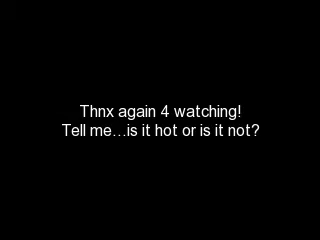 Thnx again 4 watching!
Tell me…is it hot or is it not?